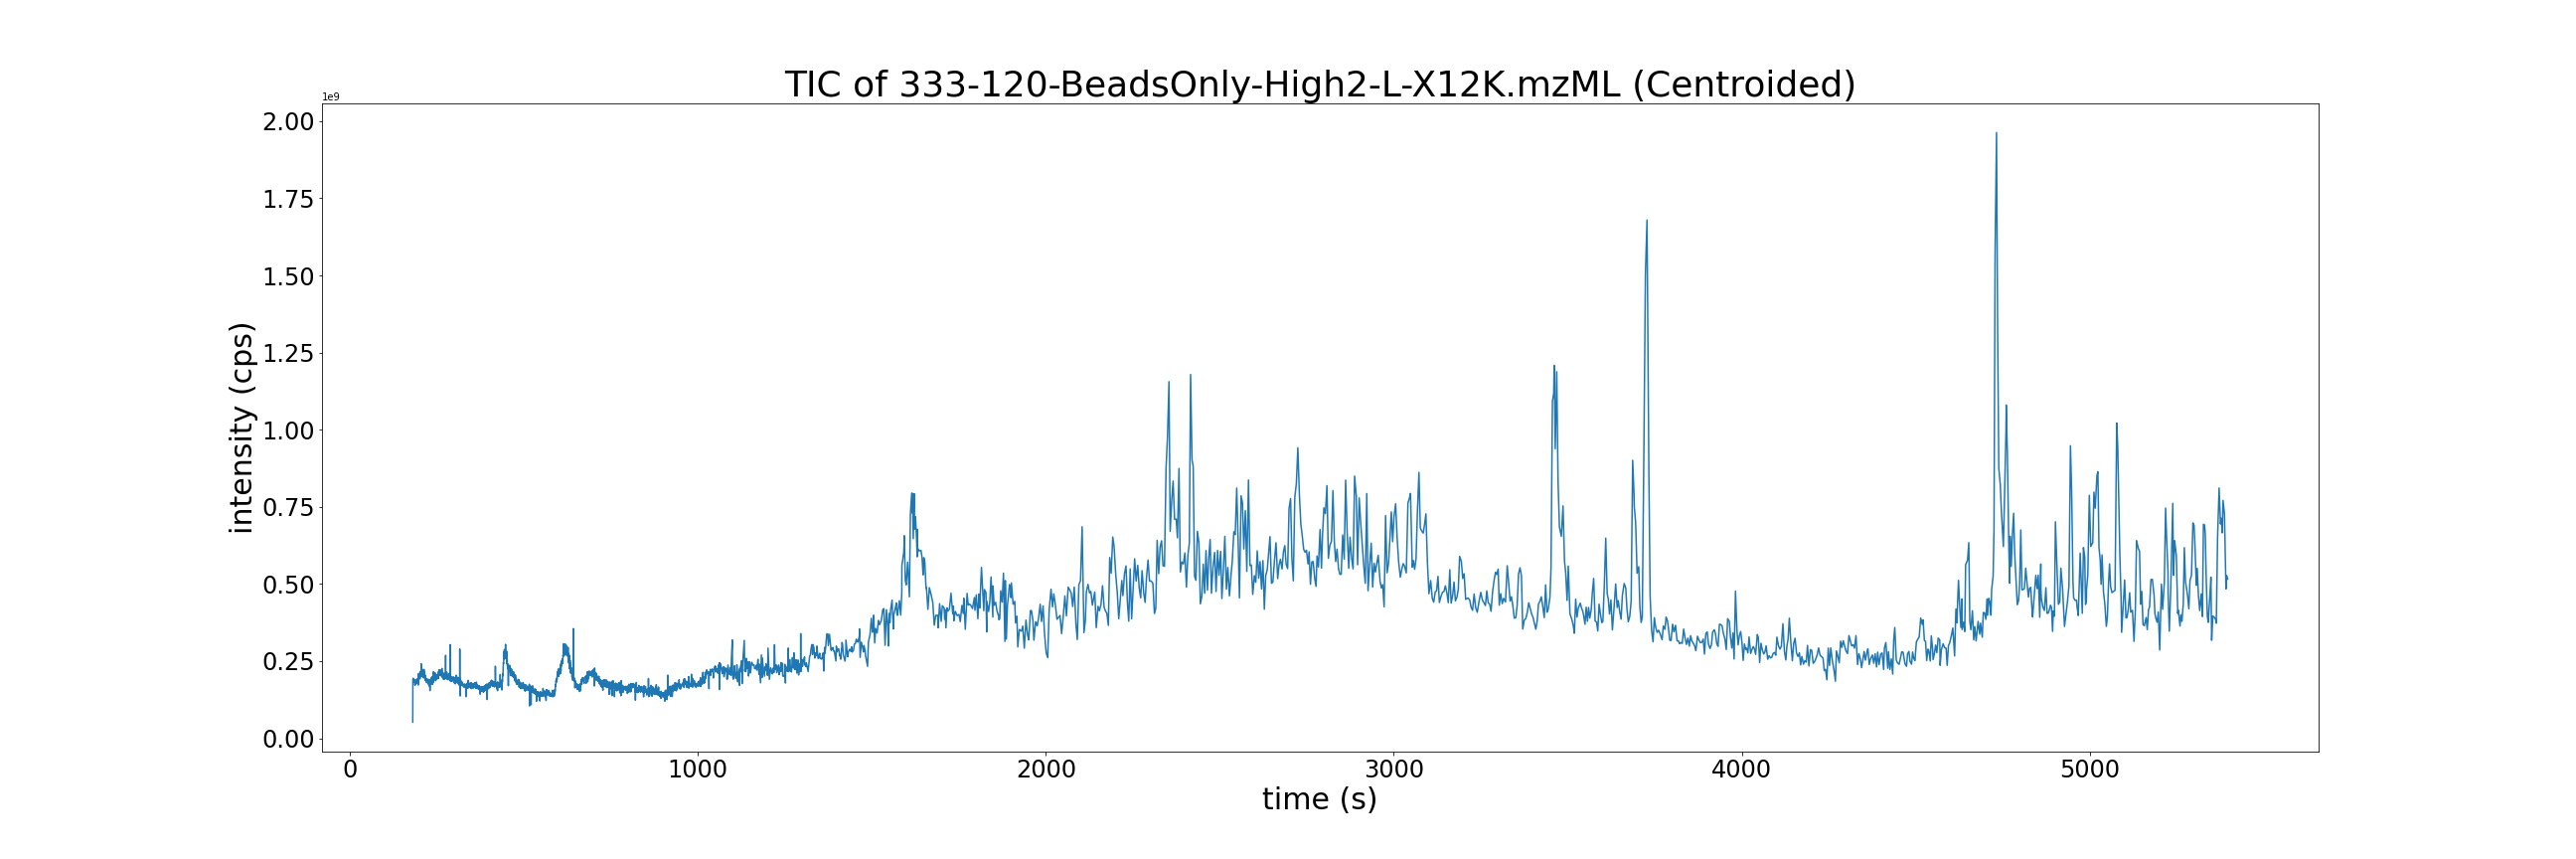 TIC of 333-120-BeadsOnly-High2-L-X12K.mzML (Centroided)
1e9
2.00
1.75
1.50
1.25
1.00
0.75
0.50
0.25
0.00
intensity (cps)
0 1000 2000 3000 4000 5000
time (s)